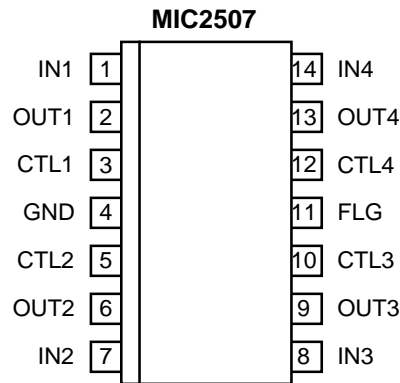 MIC2507
IN1 1 14 IN4
OUT1 2 13 OUT4
CTL1 3 12 CTL4
GND 4 11 FLG
CTL2 5 10 CTL3
OUT2 6 9 OUT3
IN2 7 8 IN3